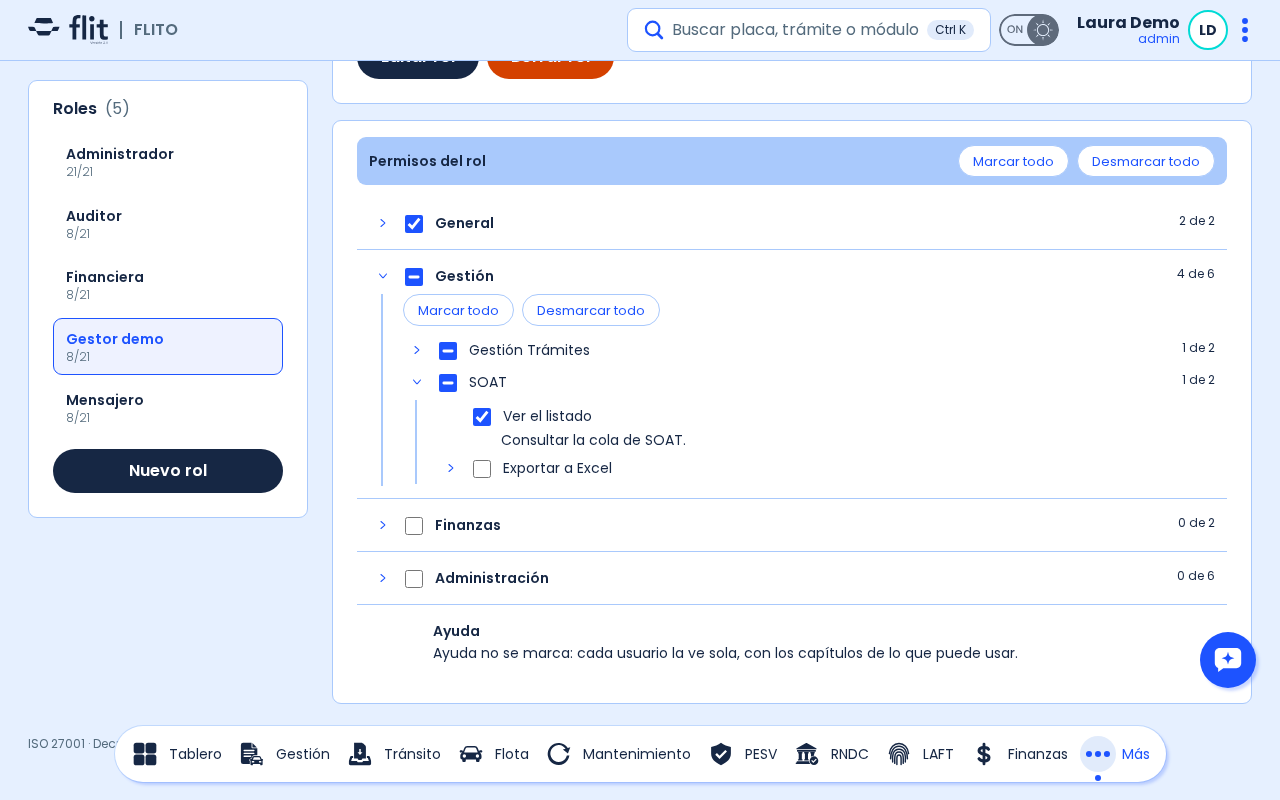 flit
FLITO
Buscar placa, trámite o módulo
Ctrl K
ON
Laura Demo
admin
LD
Roles (5)
Administrador
21/21
Auditor
8/21
Financiera
8/21
Gestor demo
8/21
Mensajero
8/21
Nuevo rol
Permisos del rol
Marcar todo
Desmarcar todo
General
2 de 2
Gestión
4 de 6
Marcar todo
Desmarcar todo
Gestión Trámites
1 de 2
SOAT
1 de 2
Ver el listado
Consultar la cola de SOAT.
Exportar a Excel
Finanzas
0 de 2
Administración
0 de 6
Ayuda
Ayuda no se marca: cada usuario la ve sola, con los capítulos de lo que puede usar.
ISO 27001 ·
Tablero
Gestión
Tránsito
Flota
Mantenimiento
PESV
RNDC
LAFT
Finanzas
Más